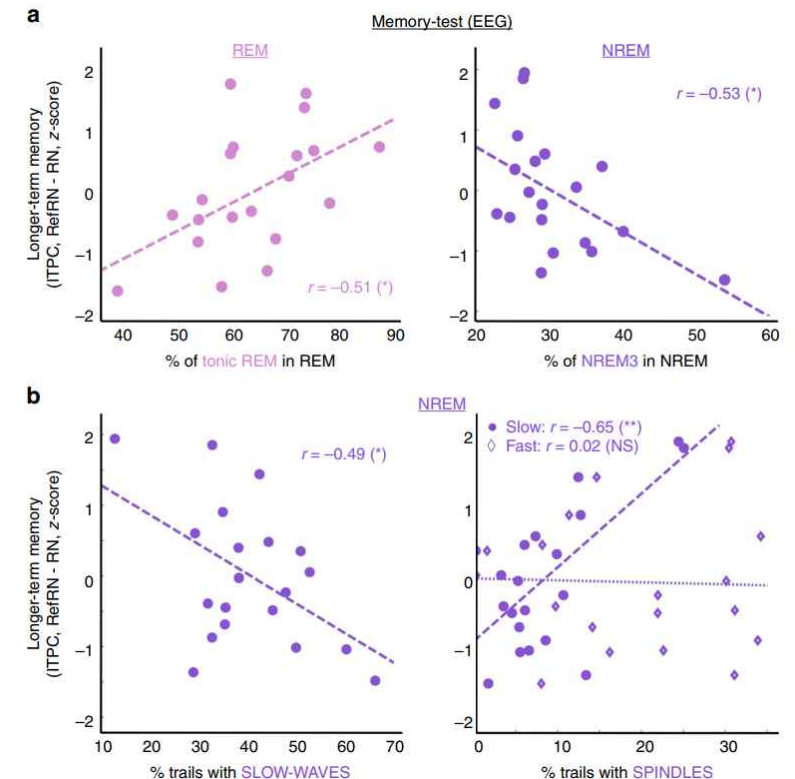 a
Memory-test (EEG)
REM
NREM
Longer-term memory
(ITPC, RefRN - RN, z-score)
2
1
0
−1
−2
r = −0.51 (*)
40 50 60 70 80 90
% of tonic REM in REM
2
1
0
−1
−2
r = −0.53 (*)
20 30 40 50 60
% of NREM3 in NREM
b
NREM
Longer-term memory
(ITPC, RefRN - RN, z-score)
2
1
0
−1
−2
r = −0.49 (*)
10 20 30 40 50 60 70
% trails with SLOW-WAVES
2
1
0
−1
−2
Slow: r = −0.65 (**)
Fast: r = 0.02 (NS)
0 10 20 30
% trails with SPINDLES